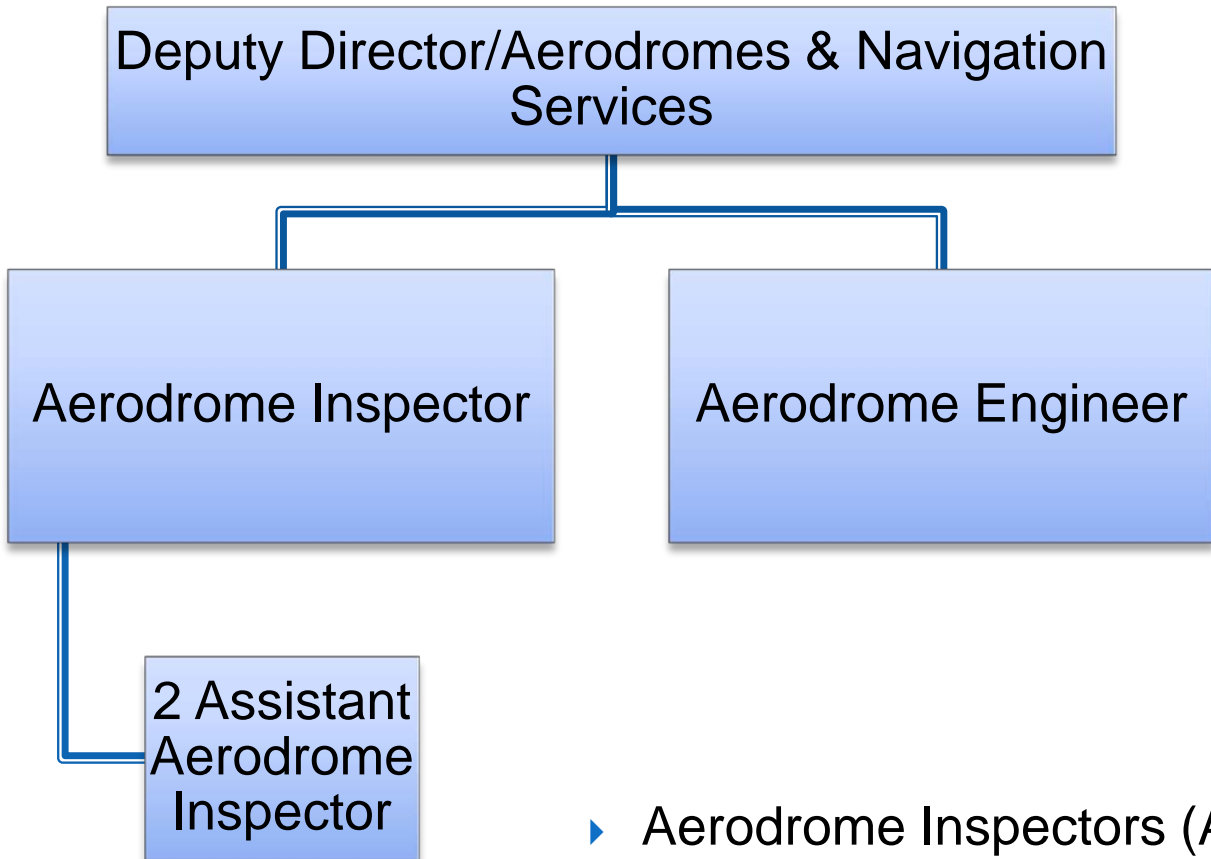 Deputy Director/Aerodromes & Navigation
Services
Aerodrome Inspector
Aerodrome Engineer
2 Assistant
Aerodrome
Inspector
Aerodrome Inspectors (A